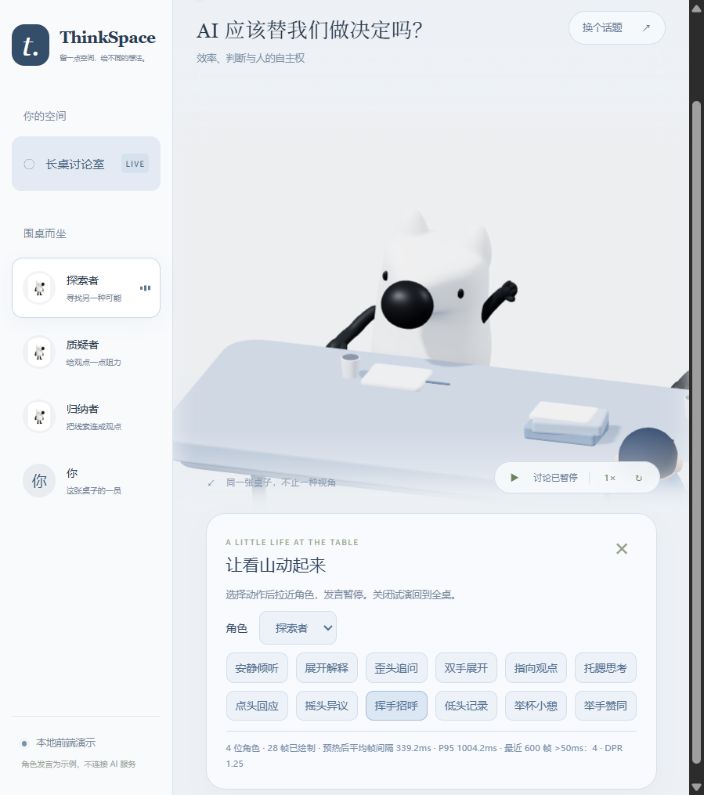 t.
ThinkSpace
留一点空间，给不同的想法。
你的空间
长桌讨论室
LIVE
围桌而坐
探索者
寻找另一种可能
质疑者
给观点一点阻力
归纳者
把线索连成观点
你
你
这张桌子的一员
本地前端演示
角色发言为示例，不连接 AI 服务
AI 应该替我们做决定吗？
换个话题 ↗
效率、判断与人的自主权
✓ 同一张桌子，不止一种视角
▶ 讨论已暂停 1× ↻
A LITTLE LIFE AT THE TABLE
×
让看山动起来
选择动作后拉近角色，发言暂停。关闭试演回到全桌。
角色 探索者
安静倾听 展开解释 歪头追问 双手展开 指向观点 托腮思考
点头回应 摇头异议 挥手招呼 低头记录 举杯小憩 举手赞同
4 位角色 · 28 帧已绘制 · 预热后平均帧间隔 339.2ms · P95 1004.2ms · 最近 600 帧 >50ms：4 · DPR
1.25